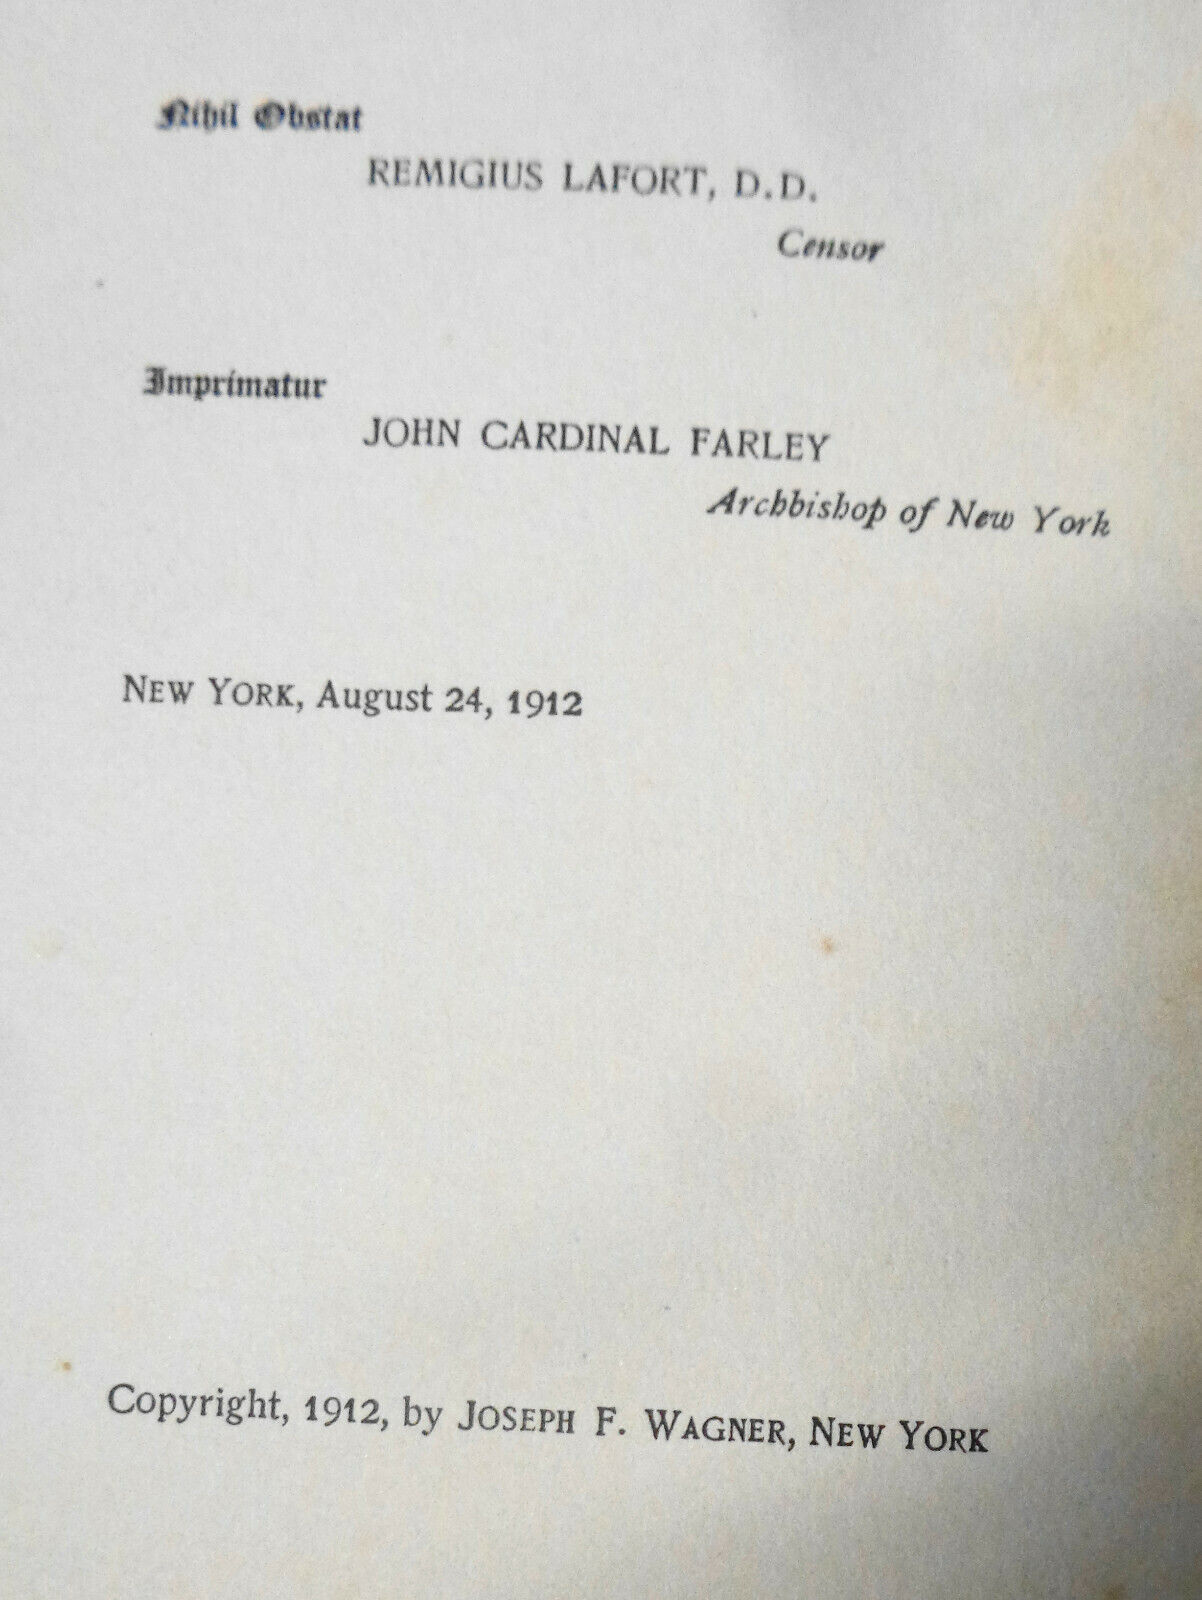 Nihil Obstat
REMIGIUS LAFORT, D.D.
Censor
Imprimatur
JOHN CARDINAL FARLEY
Archbishop of New York
NEW YORK, August 24, 1912
Copyright, 1912, by JOSEPH F. WAGNER, NEW YORK